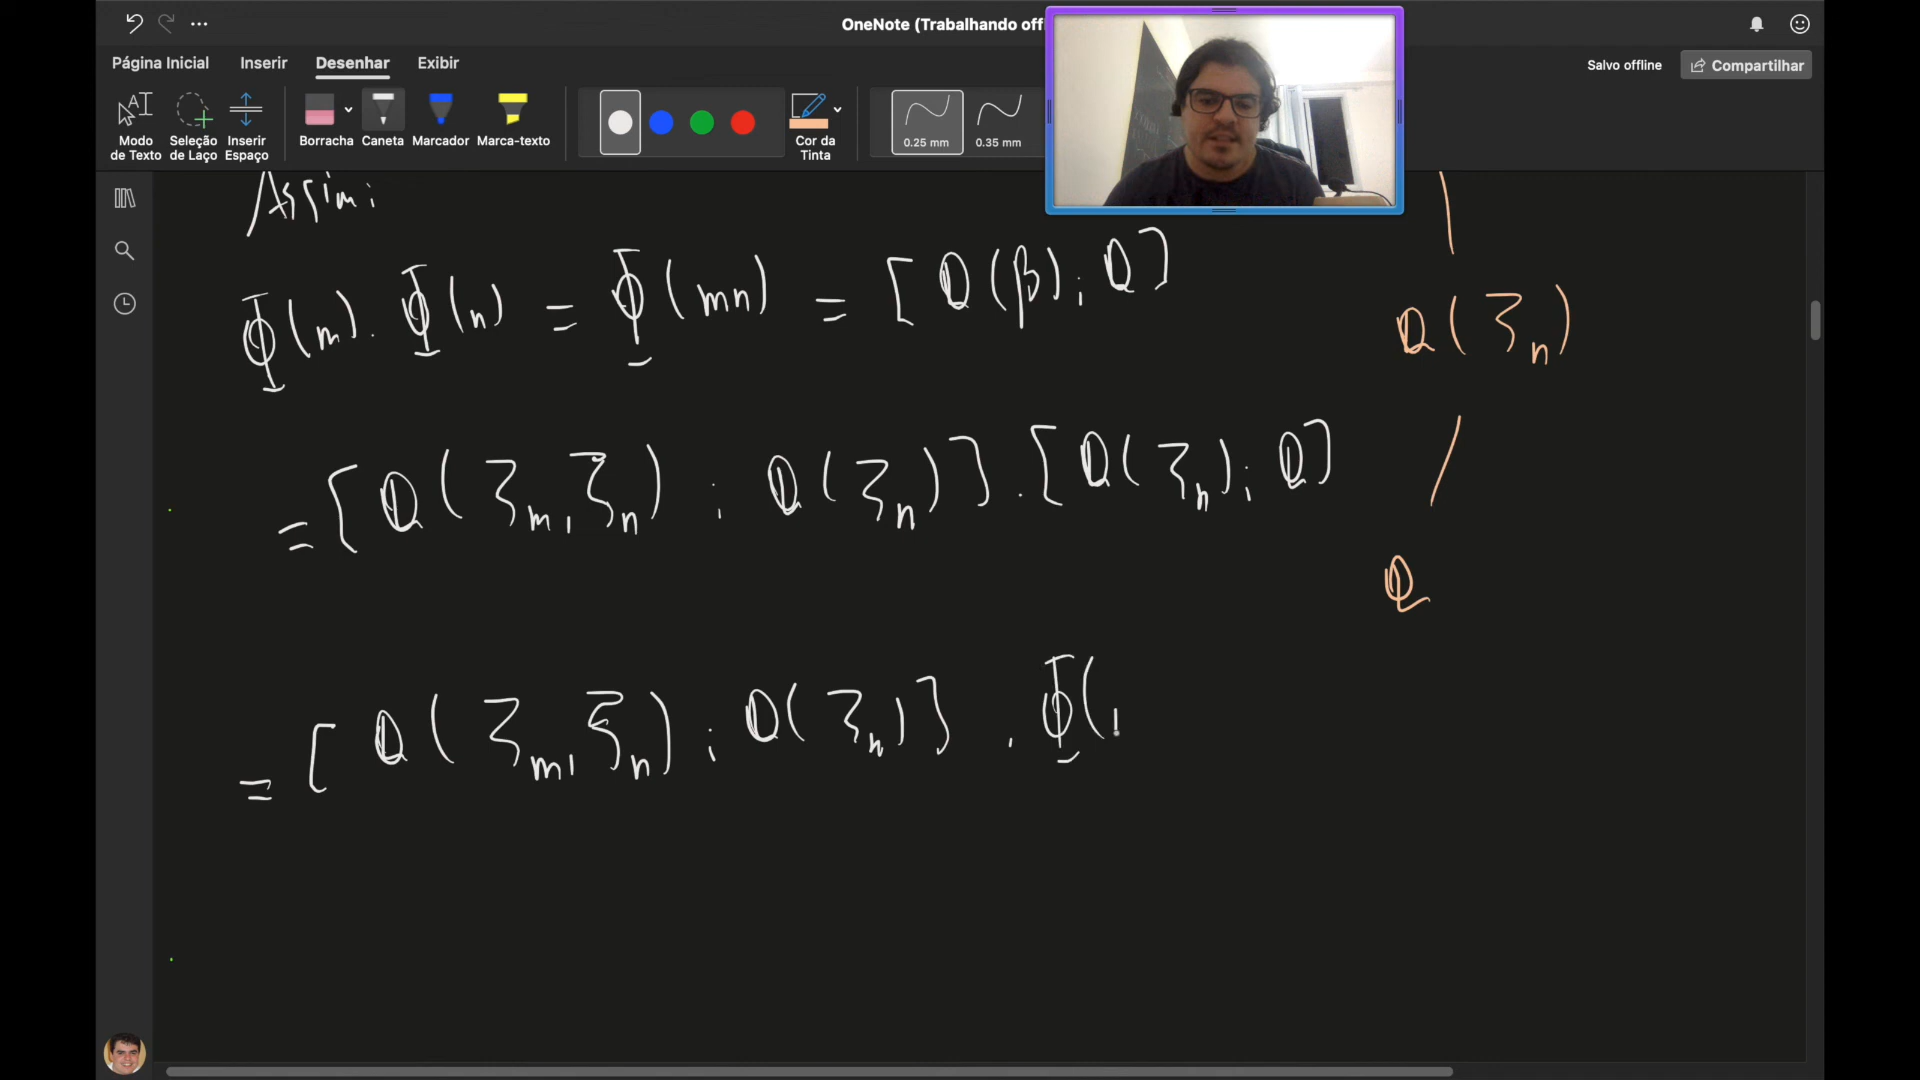 OneNote (Trabalhando offl
Página Inicial Inserir Desenhar Exibir
Salvo offline Compartilhar
Modo de Texto Seleção de Laço Inserir Espaço Borracha Caneta Marcador Marca-texto Cor da Tinta 0.25 mm 0.35 mm
Assim:
Φ(m). Φ(n) = Φ(mn) = [Q(β): Q]
Q(ζn)
= [Q(ζm, ζn) : Q(ζn)] . [Q(ζn): Q]
Q
= [Q(ζm, ζn) : Q(ζn)] . Φ(